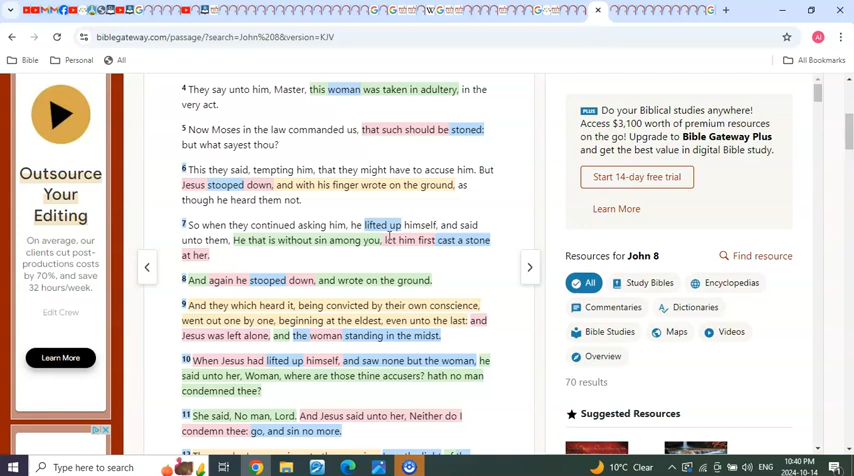 biblegateway.com/passage/?search=John%208&version=KJV
Bible
Personal
All
All Bookmarks
Outsource
Your
Editing
On average, our
clients cut post-
productions costs
by 76%, and save
32 hours/week.
Edit Crew
Learn More
4 They say unto him, Master, this woman was taken in adultery, in the
very act.
5 Now Moses in the law commanded us, that such should be stoned:
but what sayest thou?
6 This they said, tempting him, that they might have to accuse him. But
Jesus stooped down, and with his finger wrote on the ground, as
though he heard them not.
7 So when they continued asking him, he lifted up himself, and said
unto them, He that is without sin among you, let him first cast a stone
at her.
8 And again he stooped down, and wrote on the ground.
9 And they which heard it, being convicted by their own conscience,
went out one by one, beginning at the eldest, even unto the last: and
Jesus was left alone, and the woman standing in the midst.
10 When Jesus had lifted up himself, and saw none but the woman, he
said unto her, Woman, where are those thine accusers? hath no man
condemned thee?
11 She said, No man, Lord. And Jesus said unto her, Neither do I
condemn thee: go, and sin no more.
PLUS Do your Biblical studies anywhere!
Access $3,100 worth of premium resources
on the go! Upgrade to Bible Gateway Plus
and get the best value in digital Bible study.
Start 14-day free trial
Learn More
Resources for John 8
Find resource
All
Study Bibles
Encyclopedias
Commentaries
Dictionaries
Bible Studies
Maps
Videos
Overview
70 results
Suggested Resources
Type here to search
10°C Clear
10:40 PM
2024-10-14